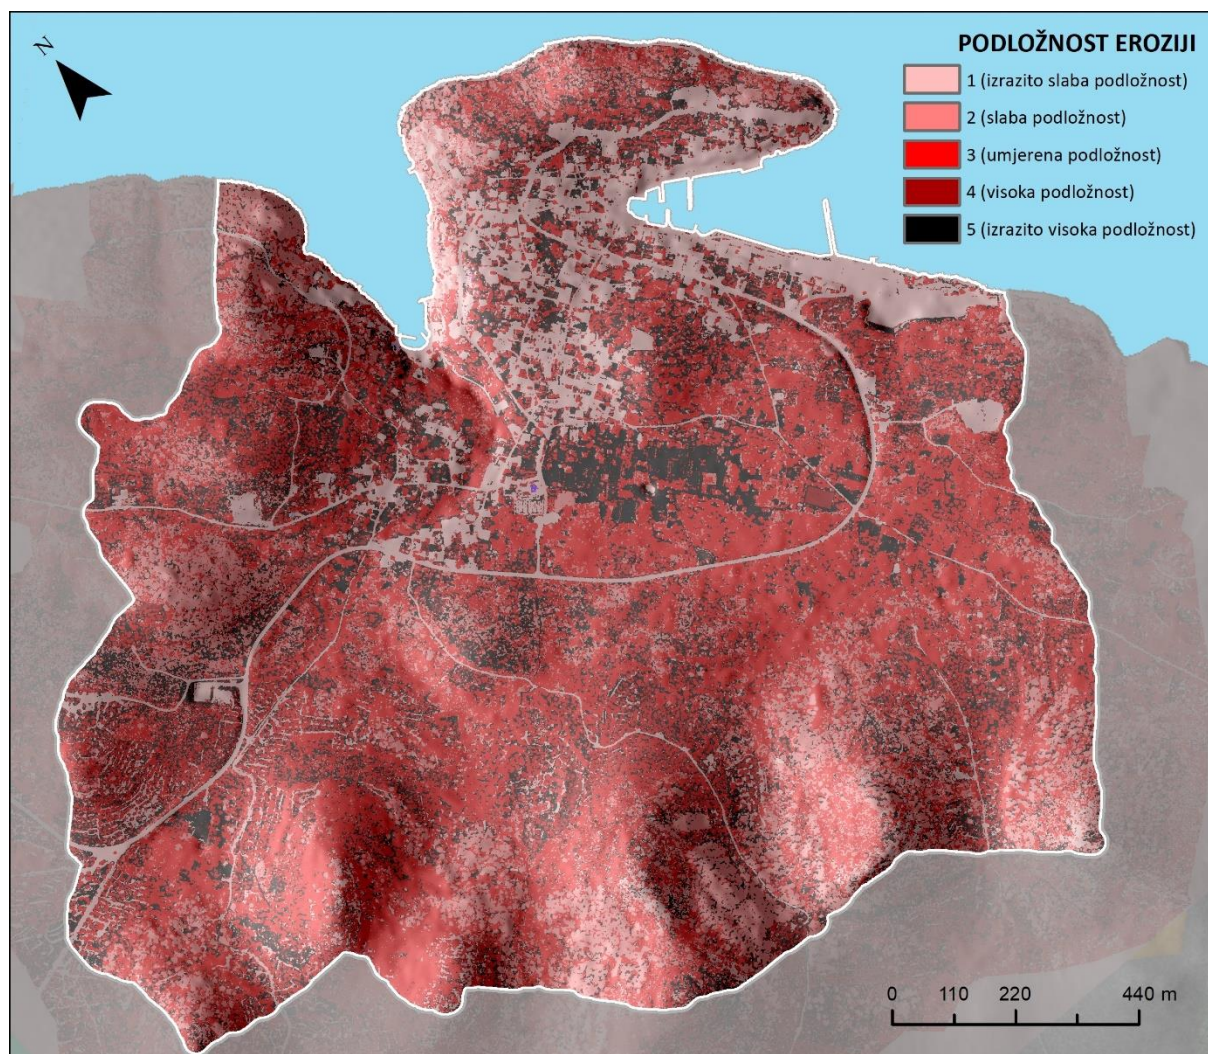 N
PODLOŽNOST EROZIJI
1 (izrazito slaba podložnost)
2 (slaba podložnost)
3 (umjerena podložnost)
4 (visoka podložnost)
5 (izrazito visoka podložnost)
0 110 220 440 m